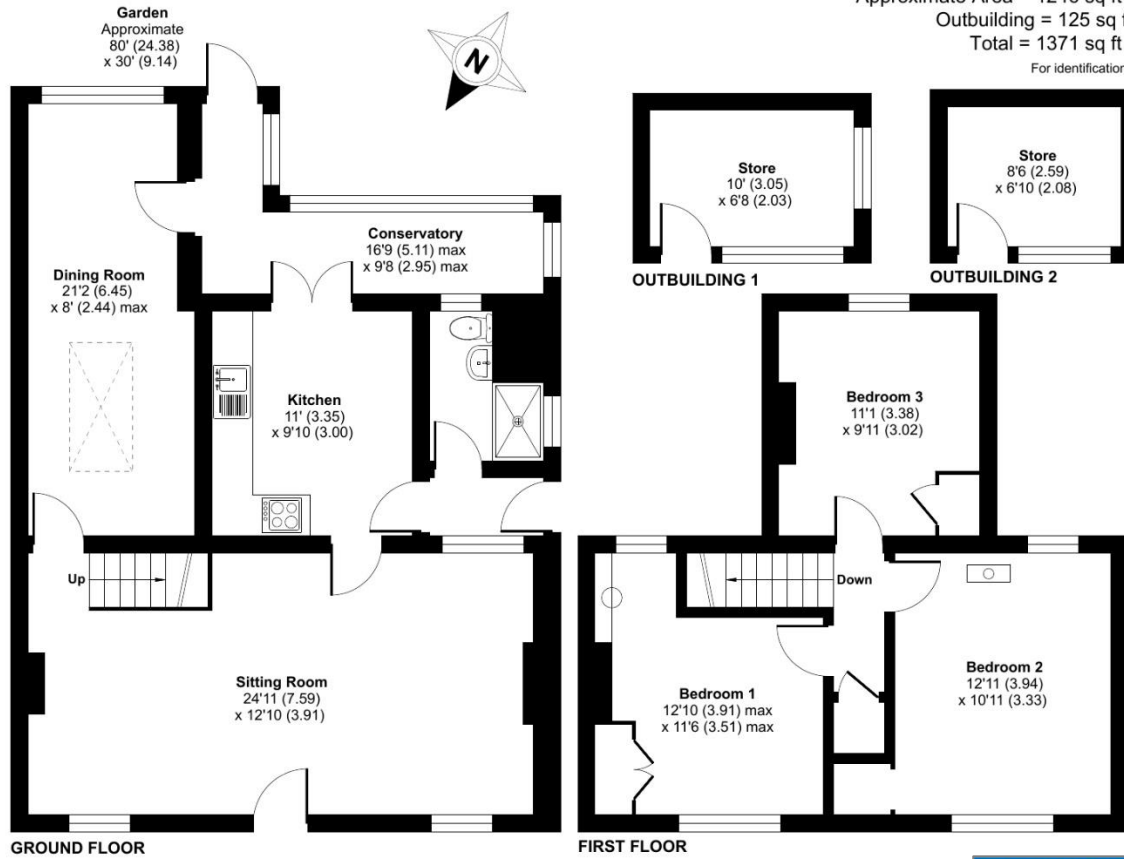 Approximate Area = 1246 sq ft
Outbuilding = 125 sq f
Total = 1371 sq ft
For identification
Garden
Approximate
80' (24.38)
x 30' (9.14)
N
Dining Room
21'2 (6.45)
x 8' (2.44) max
Conservatory
16'9 (5.11) max
x 9'8 (2.95) max
Kitchen
11' (3.35)
x 9'10 (3.00)
Up
Sitting Room
24'11 (7.59)
x 12'10 (3.91)
GROUND FLOOR
Store
10' (3.05)
x 6'8 (2.03)
OUTBUILDING 1
Store
8'6 (2.59)
x 6'10 (2.08)
OUTBUILDING 2
Bedroom 3
11'1 (3.38)
x 9'11 (3.02)
Down
Bedroom 1
12'10 (3.91) max
x 11'6 (3.51) max
Bedroom 2
12'11 (3.94)
x 10'11 (3.33)
FIRST FLOOR